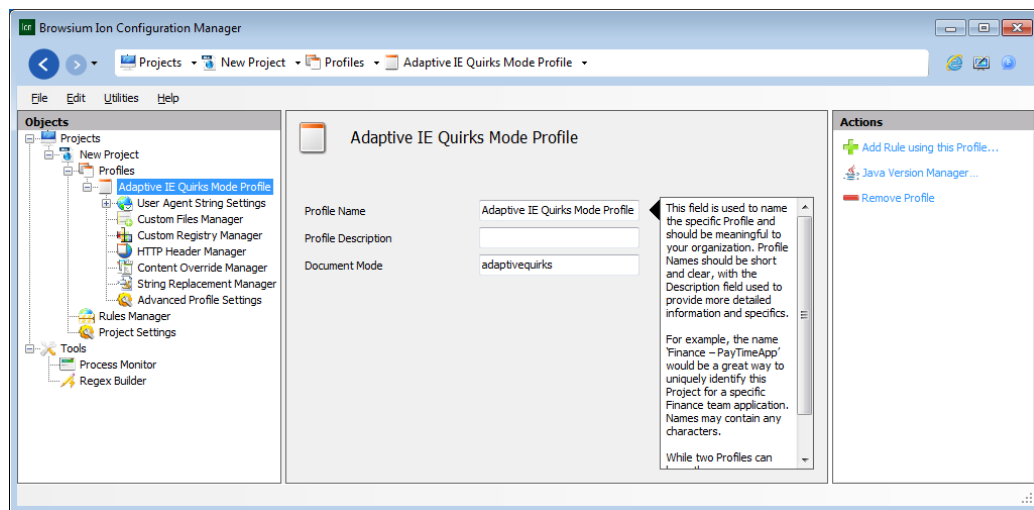 Ion Browsium Ion Configuration Manager
Projects New Project Profiles Adaptive IE Quirks Mode Profile
File Edit Utilities Help
Objects
Projects
New Project
Profiles
Adaptive IE Quirks Mode Profile
User Agent String Settings
Custom Files Manager
Custom Registry Manager
HTTP Header Manager
Content Override Manager
String Replacement Manager
Advanced Profile Settings
Rules Manager
Project Settings
Tools
Process Monitor
Regex Builder
Adaptive IE Quirks Mode Profile
Profile Name Adaptive IE Quirks Mode Profile
Profile Description
Document Mode adaptivequirks
This field is used to name
the specific Profile and
should be meaningful to
your organization. Profile
Names should be short
and clear, with the
Description field used to
provide more detailed
information and specifics.
For example, the name
'Finance – PayTimeApp'
would be a great way to
uniquely identify this
Project for a specific
Finance team application.
Names may contain any
characters.
While two Profiles can
Actions
Add Rule using this Profile...
Java Version Manager...
Remove Profile